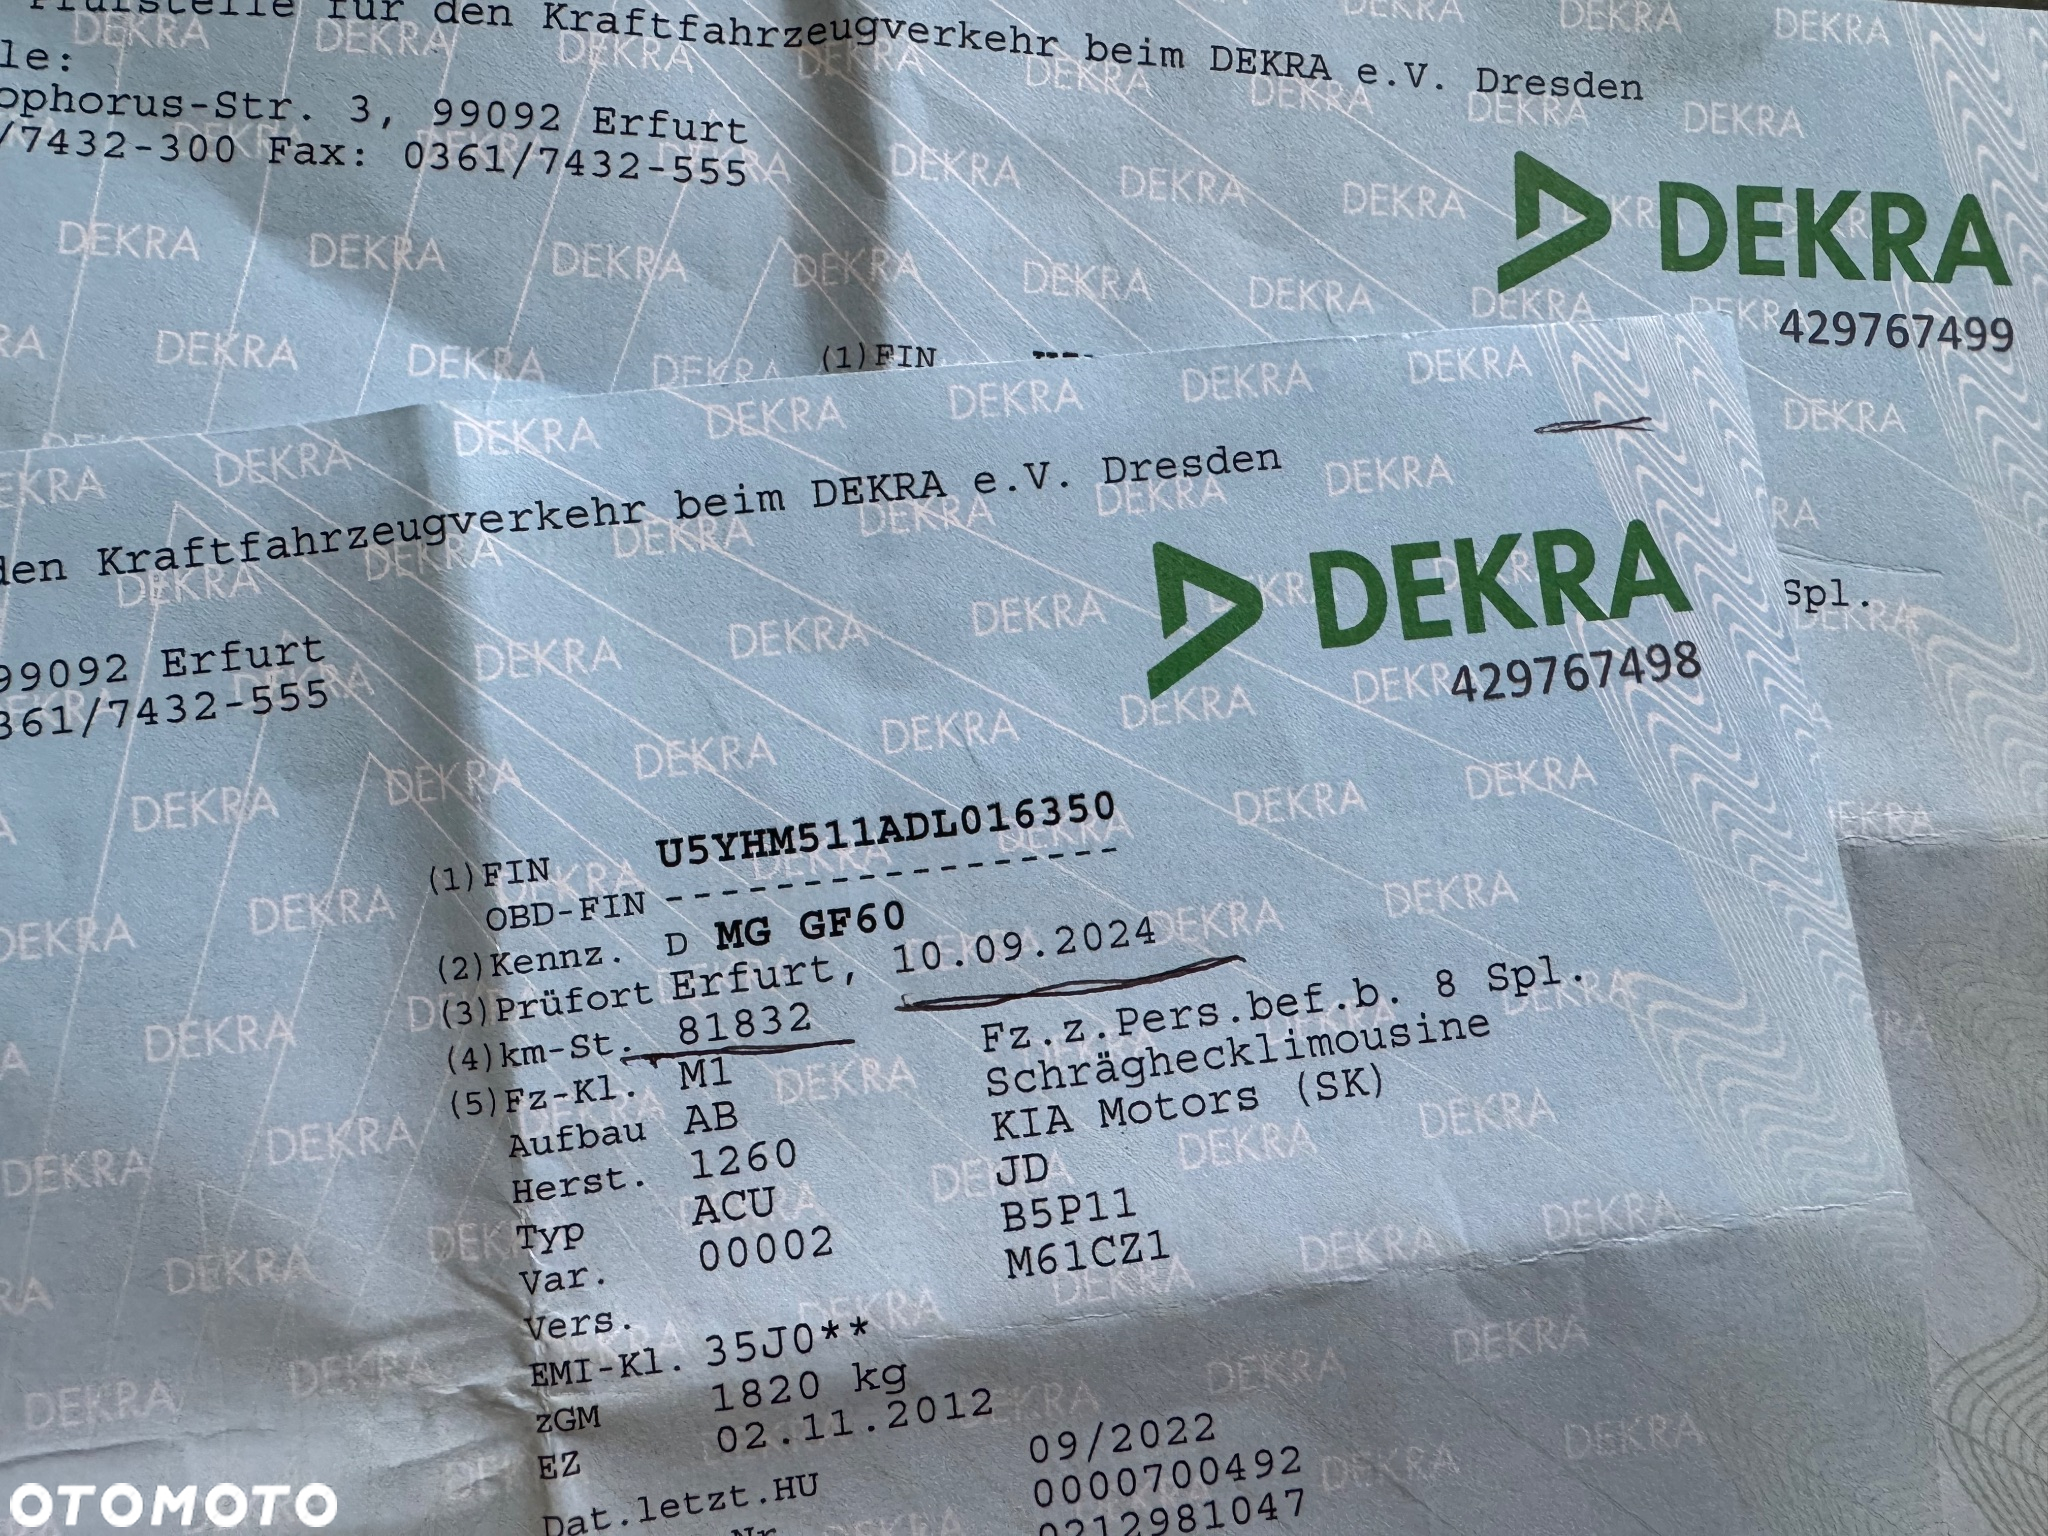 für den Kraftfahrzeugverkehr beim DEKRA e.V. Dresden
le:
ophorus-Str. 3, 99092 Erfurt
/7432-300 Fax: 0361/7432-555
DEKRA
429767499
(1)FIN
Spl.
den Kraftfahrzeugverkehr beim DEKRA e.V. Dresden
99092 Erfurt
361/7432-555
DEKRA
429767498
(1)FIN U5YHM511ADL016350
OBD-FIN -----------------
(2)Kennz. D MG GF60
(3)Prüfort Erfurt, 10.09.2024
(4)km-St. 81832
(5)Fz-Kl. M1 Fz.z.Pers.bef.b. 8 Spl.
Aufbau AB Schräghecklimousine
Herst. 1260 KIA Motors (SK)
Typ ACU JD
Var. 00002 B5P11
Vers. M61CZ1
EMI-Kl. 35J0**
zGM 1820 kg
EZ 02.11.2012
Dat.letzt.HU 09/2022
0000700492
0212981047
OTOMOTO